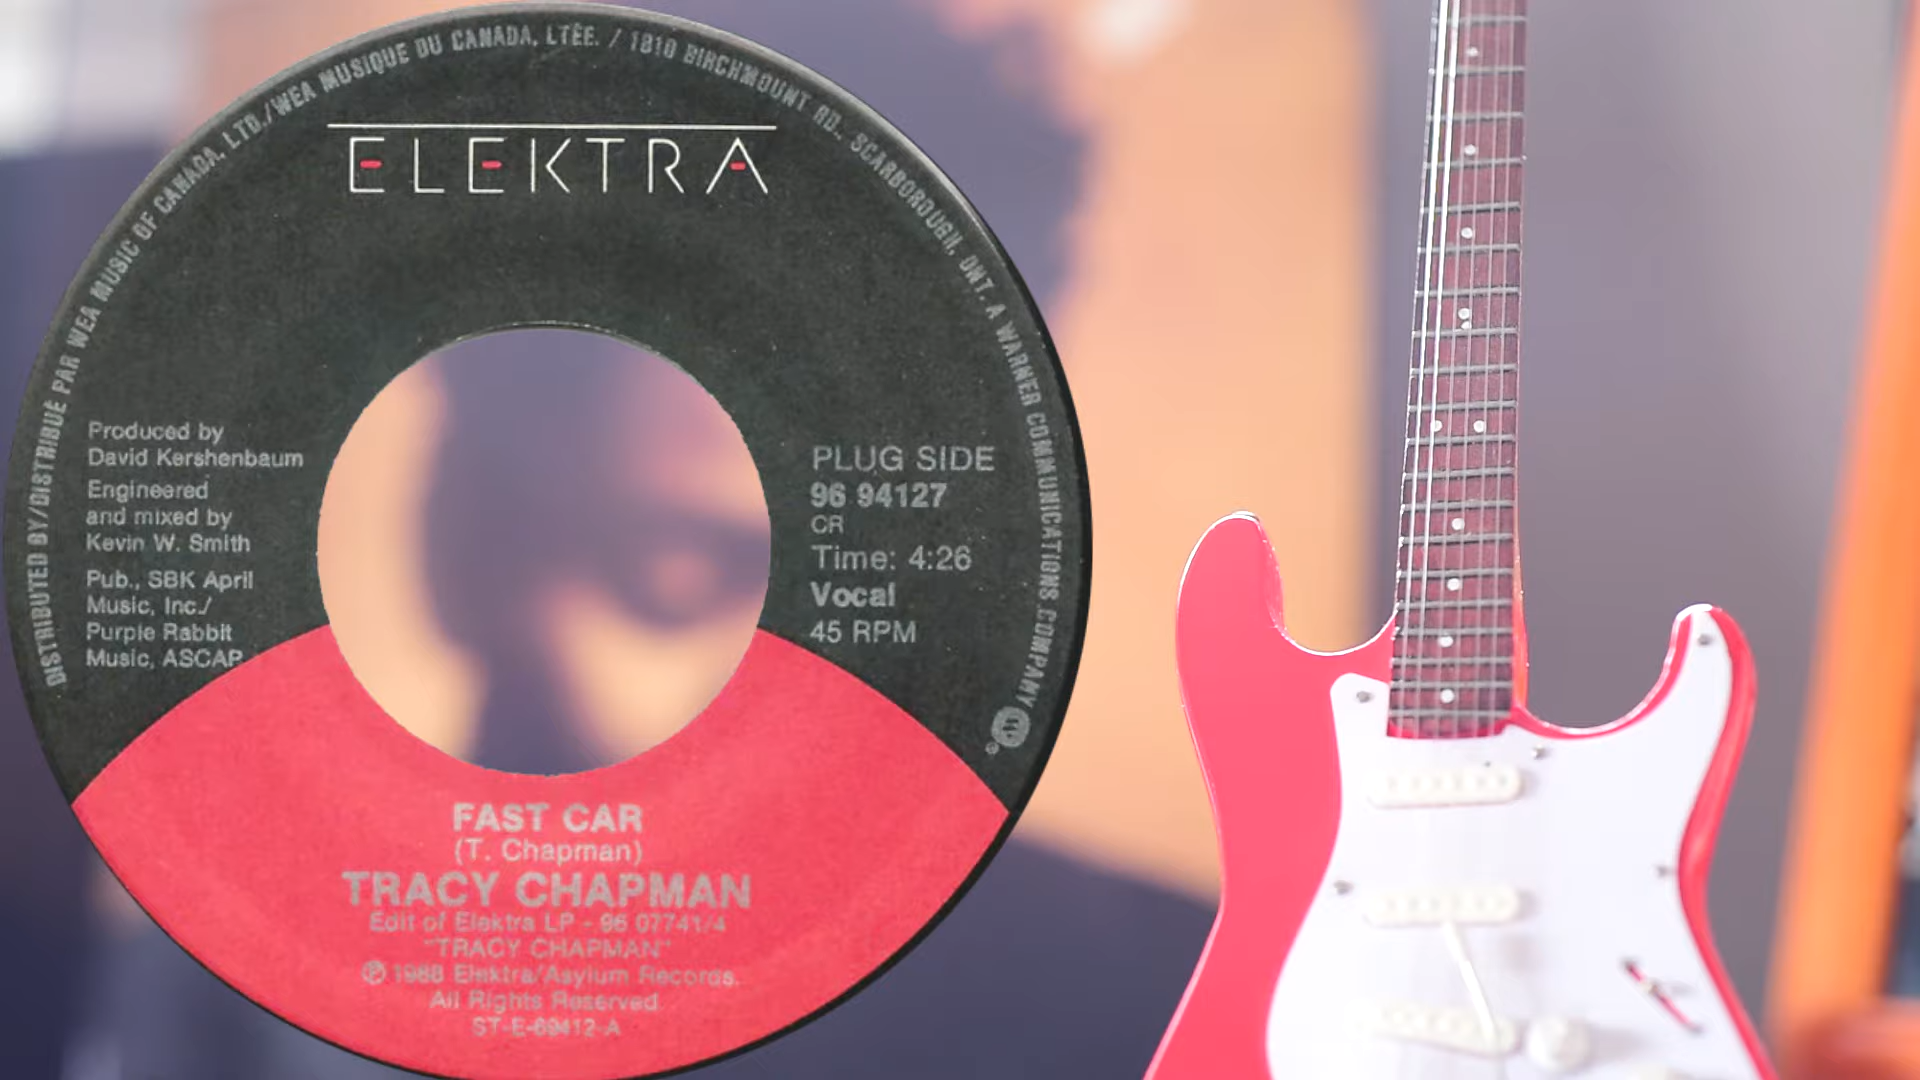 DISTRIBUTED BY/DISTRIBUÉ PAR WEA MUSIC OF CANADA, LTD./WEA MUSIQUE DU CANADA, LTÉE. / 1810 BIRCHMOUNT RD., SCARBOROUGH, ONT. A WARNER COMMUNICATIONS COMPANY
ELEKTRA
Produced by
David Kershenbaum
Engineered
and mixed by
Kevin W. Smith
Pub., SBK April
Music, Inc./
Purple Rabbit
Music, ASCAP
PLUG SIDE
96 94127
CR
Time: 4:26
Vocal
45 RPM
FAST CAR
(T. Chapman)
TRACY CHAPMAN
Edit of Elektra LP - 96 07741/4
"TRACY CHAPMAN"
℗ 1988 Elektra/Asylum Records.
All Rights Reserved.
ST-E-69412-A